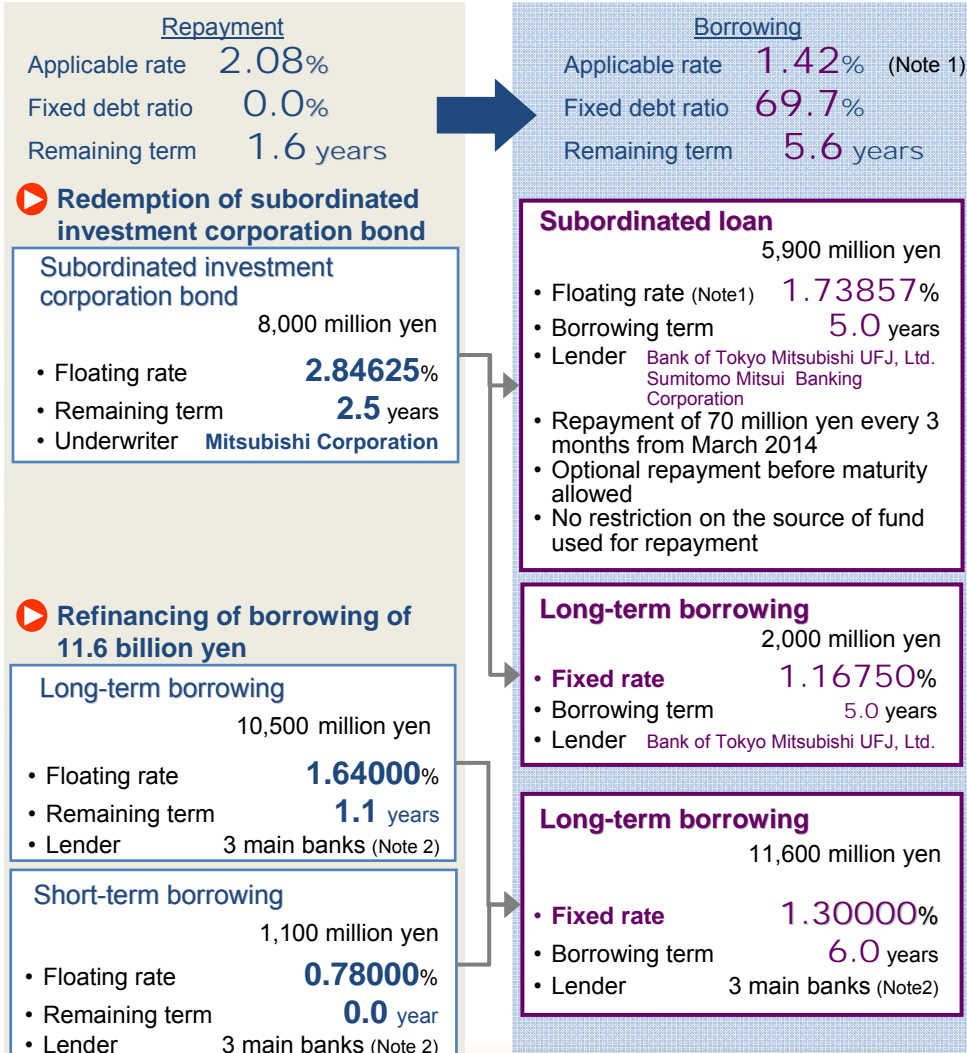 Repayment
Applicable rate 2.08%
Fixed debt ratio 0.0%
Remaining term 1.6 years
Redemption of subordinated
investment corporation bond
Subordinated investment
corporation bond
8,000 million yen
• Floating rate 2.84625%
• Remaining term 2.5 years
• Underwriter Mitsubishi Corporation
Refinancing of borrowing of
11.6 billion yen
Long-term borrowing
10,500 million yen
• Floating rate 1.64000%
• Remaining term 1.1 years
• Lender 3 main banks (Note 2)
Short-term borrowing
1,100 million yen
• Floating rate 0.78000%
• Remaining term 0.0 year
• Lender 3 main banks (Note 2)
Borrowing
Applicable rate 1.42% (Note 1)
Fixed debt ratio 69.7%
Remaining term 5.6 years
Subordinated loan
5,900 million yen
• Floating rate (Note1) 1.73857%
• Borrowing term 5.0 years
• Lender Bank of Tokyo Mitsubishi UFJ, Ltd.
Sumitomo Mitsui Banking
Corporation
• Repayment of 70 million yen every 3
months from March 2014
• Optional repayment before maturity
allowed
• No restriction on the source of fund
used for repayment
Long-term borrowing
2,000 million yen
• Fixed rate 1.16750%
• Borrowing term 5.0 years
• Lender Bank of Tokyo Mitsubishi UFJ, Ltd.
Long-term borrowing
11,600 million yen
• Fixed rate 1.30000%
• Borrowing term 6.0 years
• Lender 3 main banks (Note2)